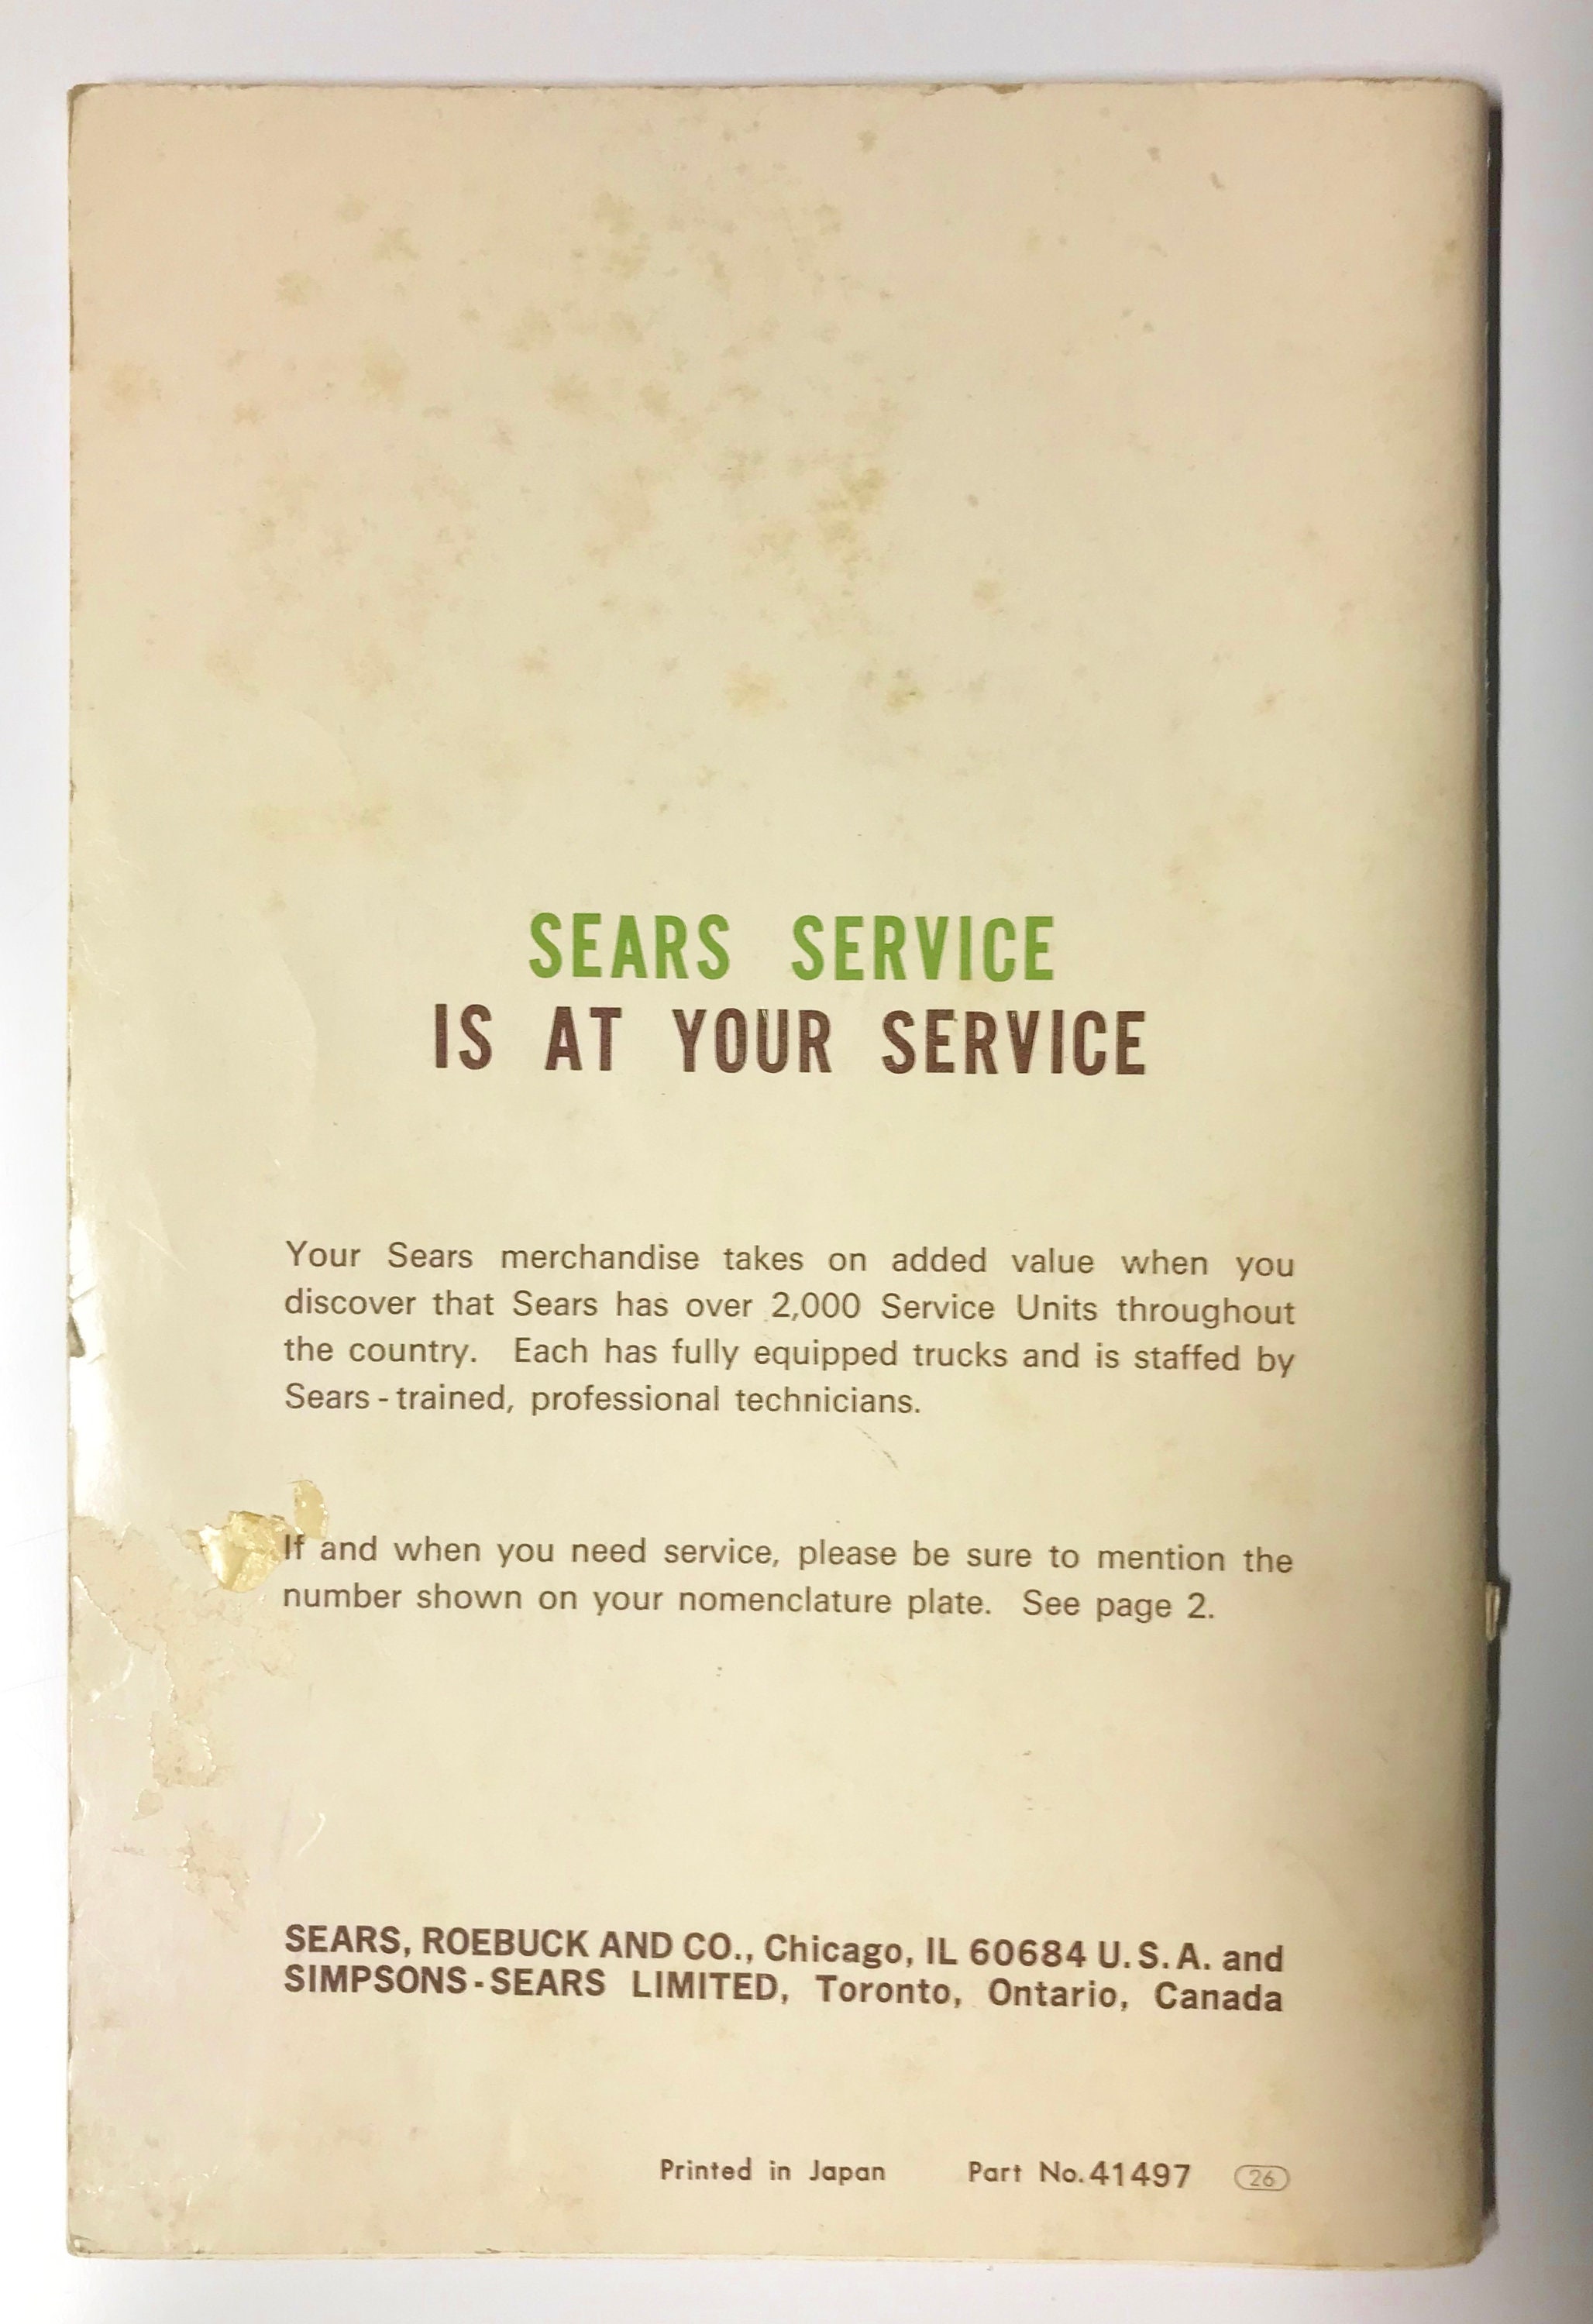 SEARS SERVICE
IS AT YOUR SERVICE
Your Sears merchandise takes on added value when you
discover that Sears has over 2,000 Service Units throughout
the country. Each has fully equipped trucks and is staffed by
Sears - trained, professional technicians.
If and when you need service, please be sure to mention the
number shown on your nomenclature plate. See page 2.
SEARS, ROEBUCK AND CO., Chicago, IL 60684 U.S.A. and
SIMPSONS-SEARS LIMITED, Toronto, Ontario, Canada
Printed in Japan Part No. 41497 26